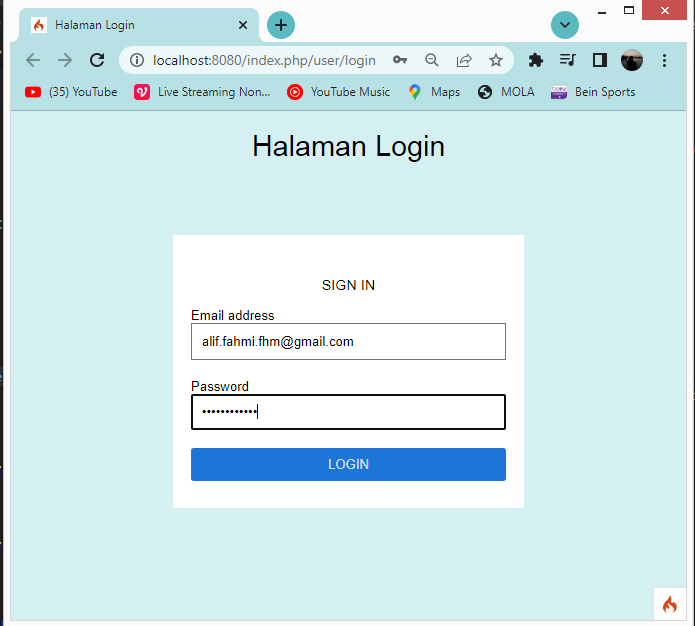 Halaman Login
localhost:8080/index.php/user/login
(35) YouTube Live Streaming Non... YouTube Music Maps MOLA Bein Sports
Halaman Login
SIGN IN
Email address
alif.fahmi.fhm@gmail.com
Password
••••••••••••
LOGIN